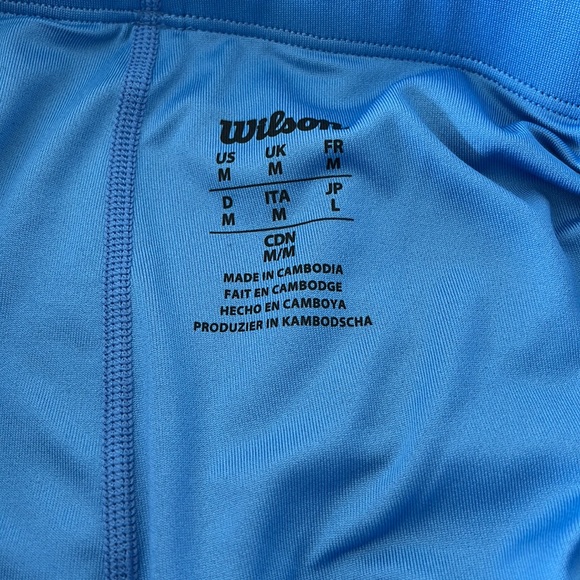 Wilson
US UK FR
M M M
D ITA JP
M M L
CDN
M/M
MADE IN CAMBODIA
FAIT EN CAMBODGE
HECHO EN CAMBOYA
PRODUZIER IN KAMBODSCHA